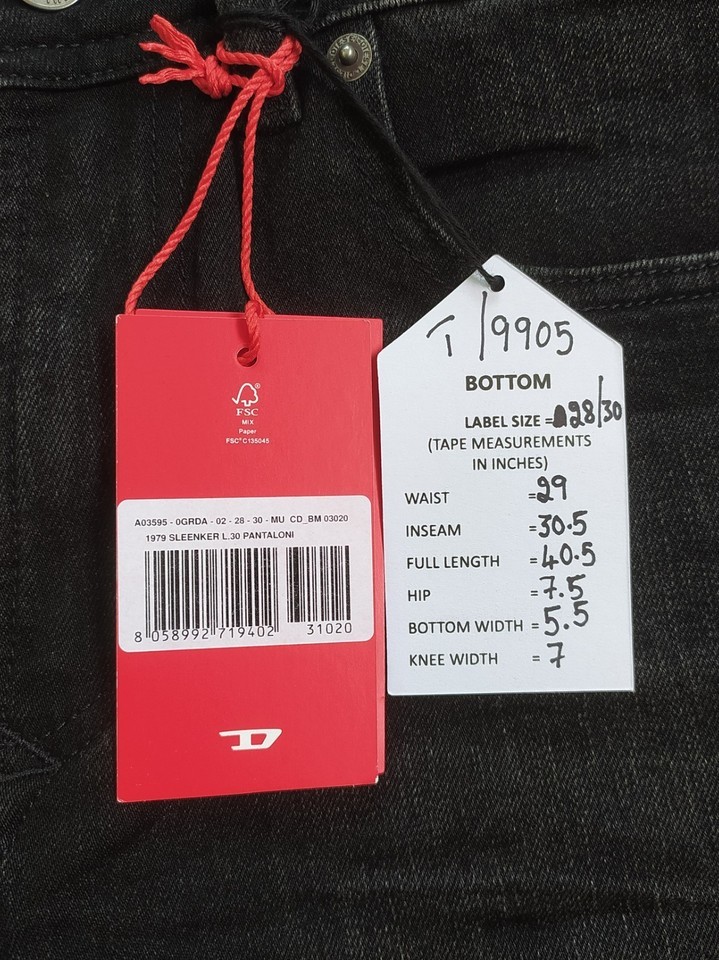 FSC
MIX
Paper
FSC® C135045
A03595 - 0GRDA - 02 - 28 - 30 - MU CD_BM 03020
1979 SLEENKER L.30 PANTALONI
8 058992 719402 31020
D
T/9905
BOTTOM
LABEL SIZE = 28/30
(TAPE MEASUREMENTS
IN INCHES)
WAIST =29
INSEAM =30.5
FULL LENGTH =40.5
HIP =7.5
BOTTOM WIDTH =5.5
KNEE WIDTH =7